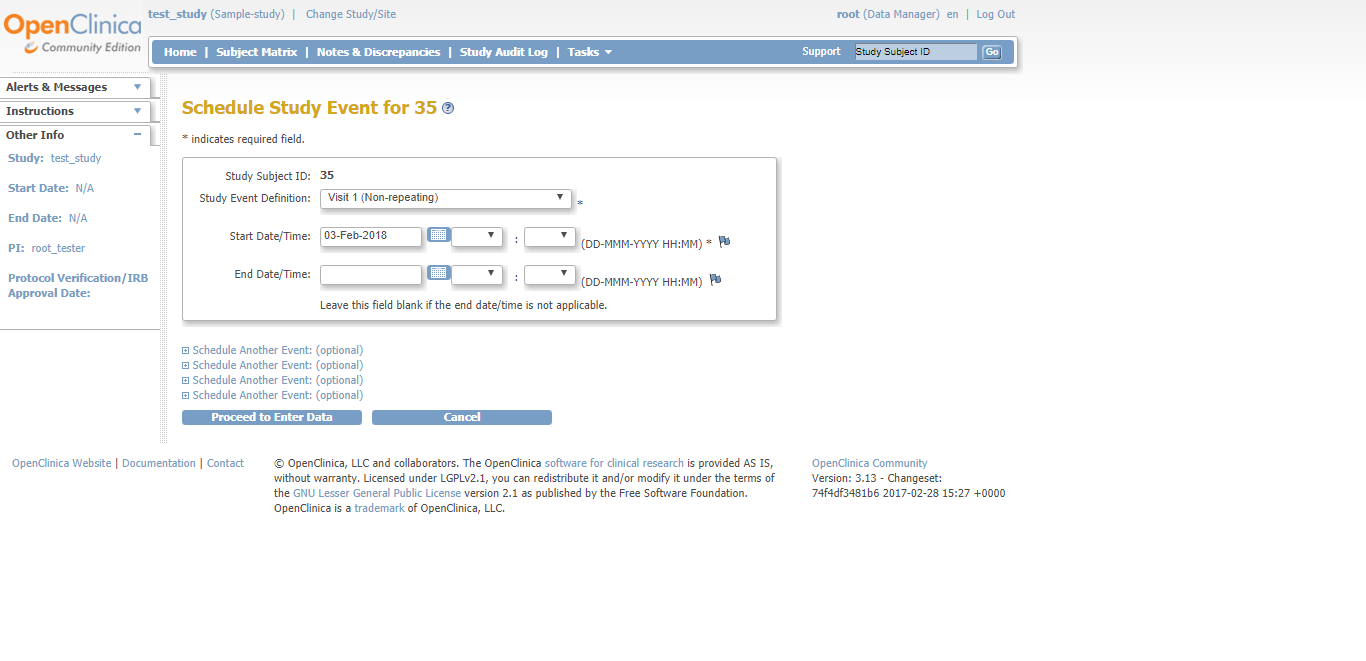 OpenClinica
Community Edition
test_study (Sample-study) | Change Study/Site
root (Data Manager) en | Log Out
Home | Subject Matrix | Notes & Discrepancies | Study Audit Log | Tasks
Support Study Subject ID Go
Alerts & Messages
Instructions
Other Info
Study: test_study
Start Date: N/A
End Date: N/A
PI: root_tester
Protocol Verification/IRB
Approval Date:
Schedule Study Event for 35 ?
* indicates required field.
Study Subject ID: 35
Study Event Definition: Visit 1 (Non-repeating) *
Start Date/Time: 03-Feb-2018 : (DD-MMM-YYYY HH:MM) *
End Date/Time: : (DD-MMM-YYYY HH:MM)
Leave this field blank if the end date/time is not applicable.
Schedule Another Event: (optional)
Schedule Another Event: (optional)
Schedule Another Event: (optional)
Schedule Another Event: (optional)
Proceed to Enter Data Cancel
OpenClinica Website | Documentation | Contact
© OpenClinica, LLC and collaborators. The OpenClinica software for clinical research is provided AS IS,
without warranty. Licensed under LGPLv2.1, you can redistribute it and/or modify it under the terms of
the GNU Lesser General Public License version 2.1 as published by the Free Software Foundation.
OpenClinica is a trademark of OpenClinica, LLC.
OpenClinica Community
Version: 3.13 - Changeset:
74f4df3481b6 2017-02-28 15:27 +0000